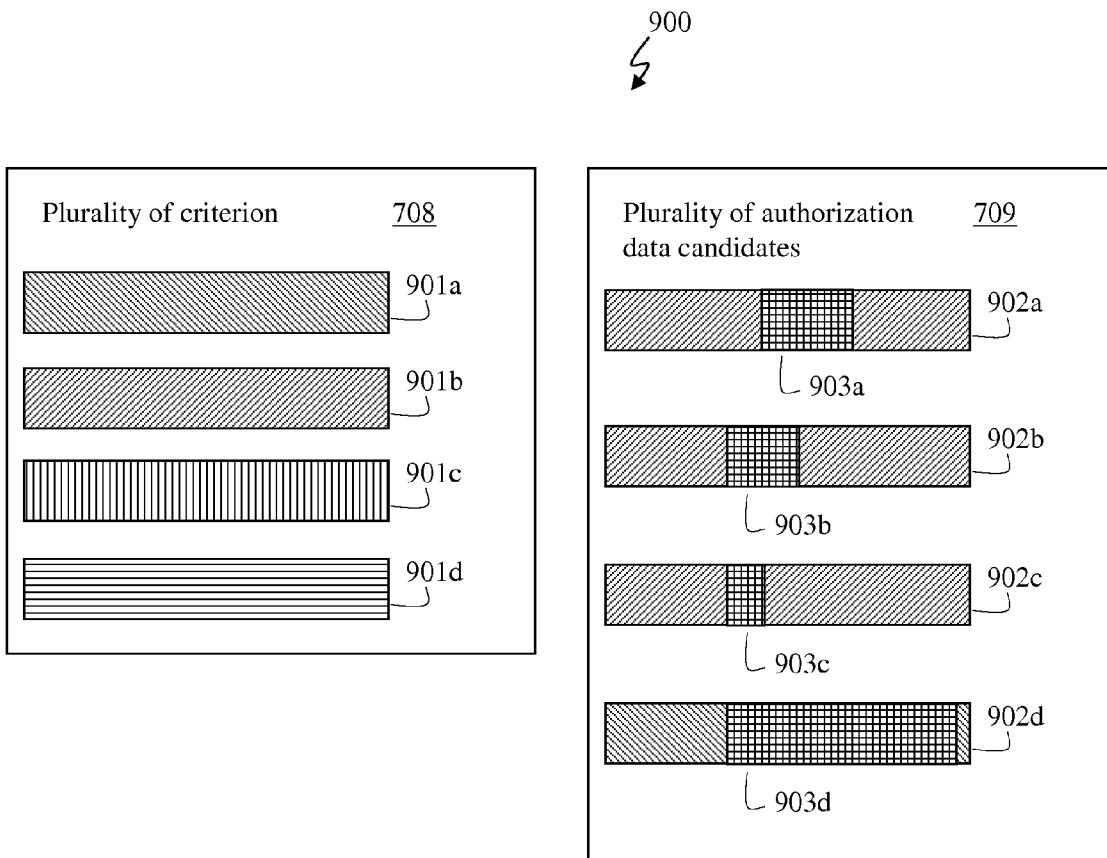 900
Plurality of criterion 708
901a
901b
901c
901d
Plurality of authorization 709
data candidates
902a
903a
902b
903b
902c
903c
902d
903d